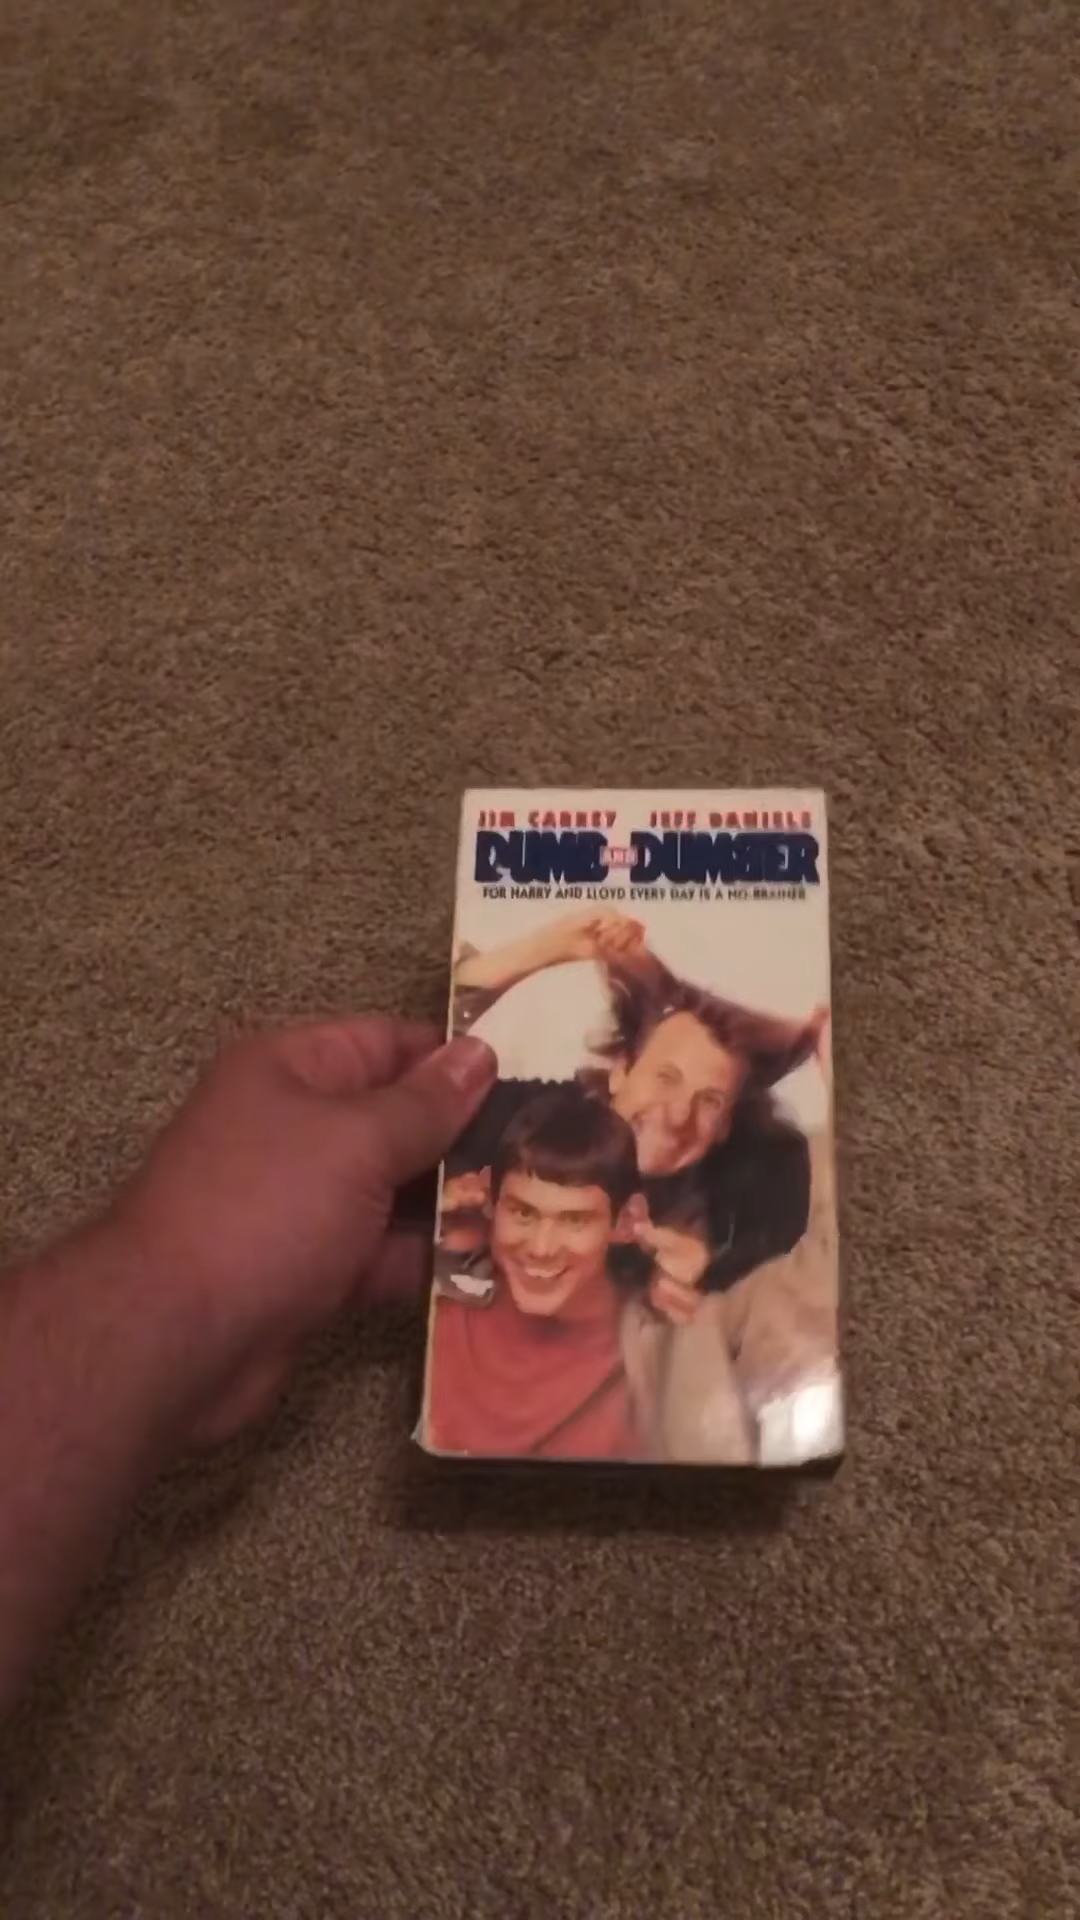 JIM CARREY JEFF DANIELS
DUMB AND DUMBER
FOR HARRY AND LLOYD EVERY DAY IS A NO-BRAINER